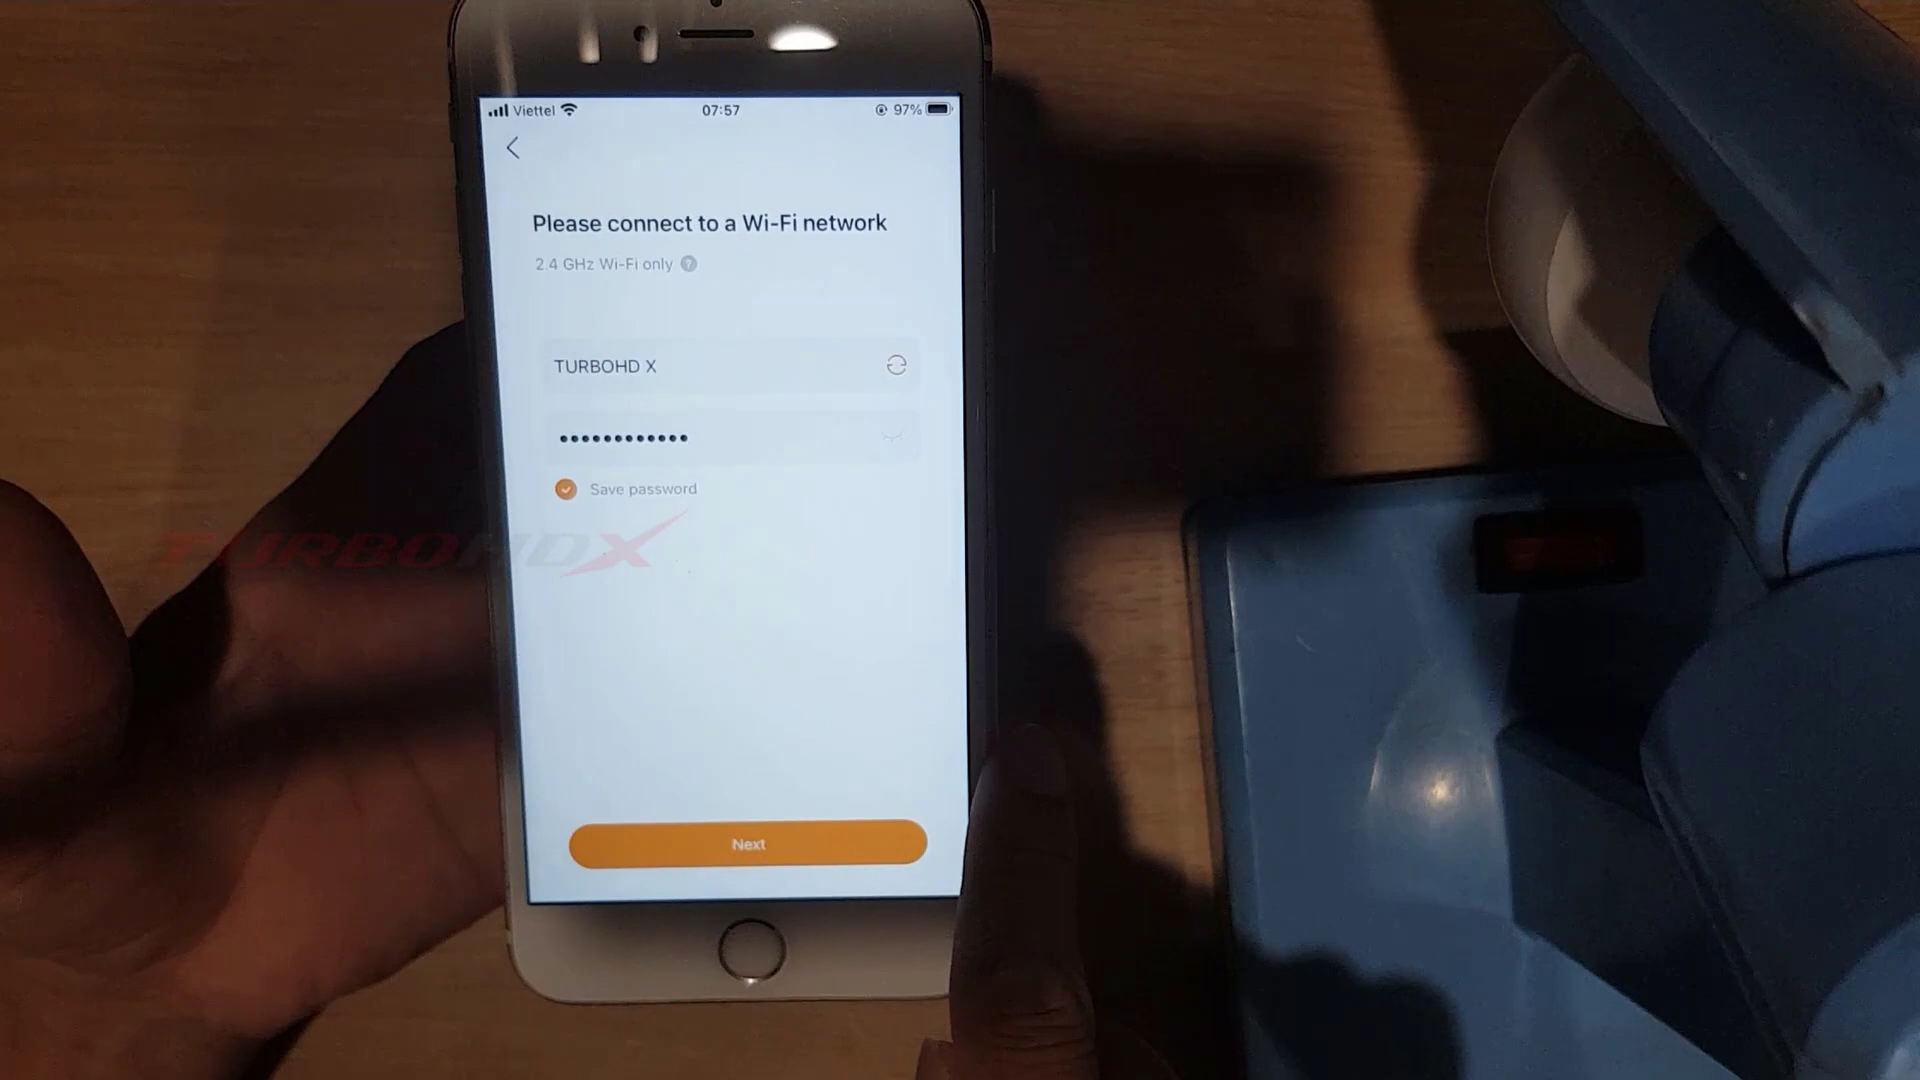 Viettel 07:57 97%
Please connect to a Wi-Fi network
2.4 GHz Wi-Fi only ?
TURBOHD X
••••••••••••
Save password
TURBOHDX
Next